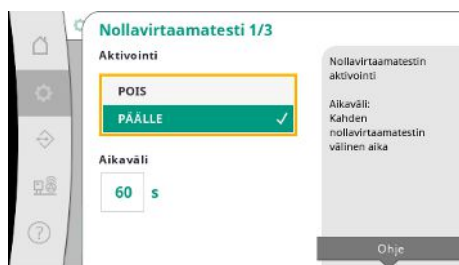 Nollavirtaamatesti 1/3
Aktivointi
POIS
PÄÄLLE
Aikaväli
60 s
Nollavirtaamatestin
aktivointi
Aikaväli:
Kahden
nollavirtaamatestin
välinen aika
Ohje